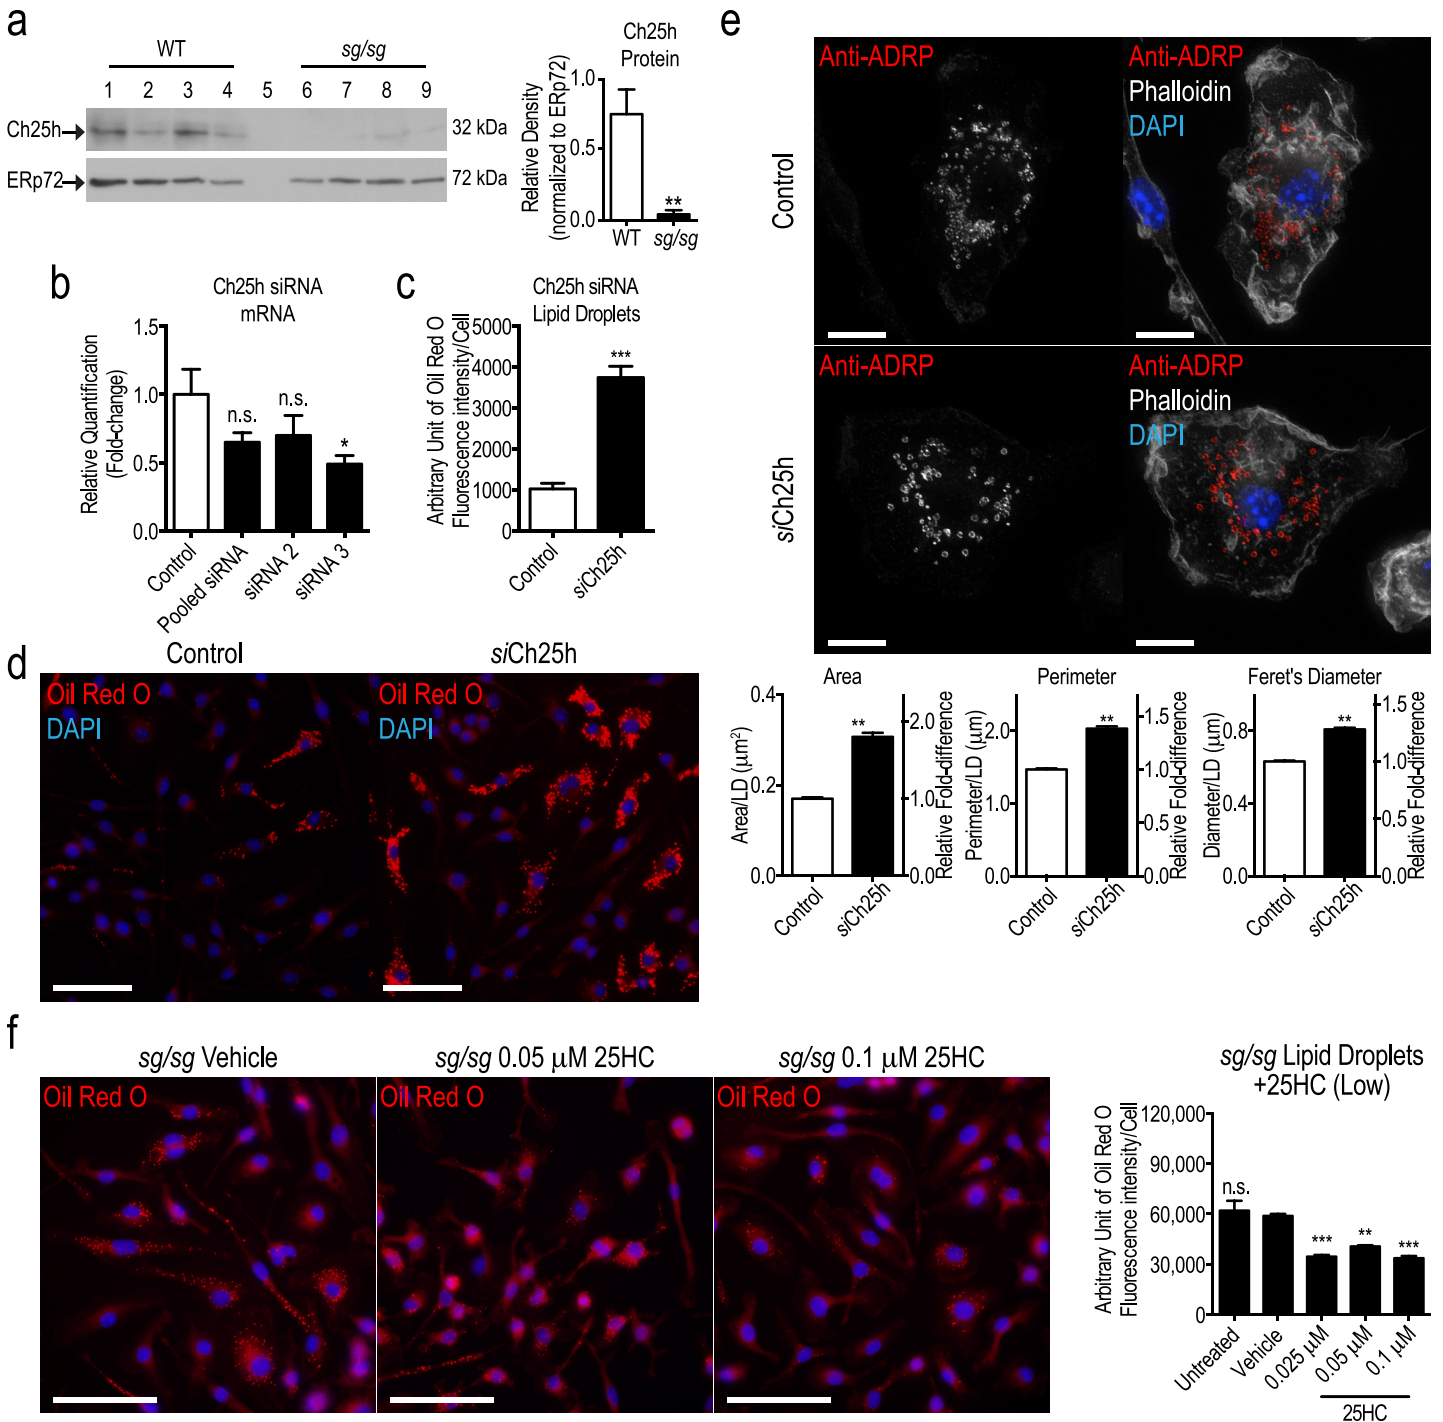 a
WT
sg/sg
1 2 3 4 5 6 7 8 9
Ch25h
32 kDa
ERp72
72 kDa
Ch25h
Protein
Relative Density
(normalized to ERp72)
1.0
0.5
0.0
WT
sg/sg
**
b
Ch25h siRNA
mRNA
Relative Quantification
(Fold-change)
1.5
1.0
0.5
0.0
n.s.
n.s.
*
Control
Pooled siRNA
siRNA 2
siRNA 3
c
Ch25h siRNA
Lipid Droplets
Arbitrary Unit of Oil Red O
Fluorescence intensity/Cell
5000
4000
3000
2000
1000
0
***
Control
siCh25h
d
Control
siCh25h
Oil Red O
DAPI
Oil Red O
e
Control
Anti-ADRP
Anti-ADRP
Phalloidin
DAPI
siCh25h
Anti-ADRP
Anti-ADRP
Phalloidin
DAPI
Area
Area/LD (μm²)
0.4
0.2
0.0
**
2.0
1.0
0.0
Relative Fold-difference
Control
siCh25h
Perimeter
Perimeter/LD (μm)
2.0
1.0
0.0
**
1.5
1.0
0.5
0.0
Relative Fold-difference
Control
siCh25h
Feret's Diameter
Diameter/LD (μm)
0.8
0.4
0.0
**
1.5
1.0
0.5
0.0
Relative Fold-difference
Control
siCh25h
f
sg/sg Vehicle
sg/sg 0.05 μM 25HC
sg/sg 0.1 μM 25HC
Oil Red O
Oil Red O
Oil Red O
sg/sg Lipid Droplets
+25HC (Low)
Arbitrary Unit of Oil Red O
Fluorescence intensity/Cell
120,000
90,000
60,000
30,000
0
n.s.
***
**
***
Untreated
Vehicle
0.025 μM
0.05 μM
0.1 μM
25HC